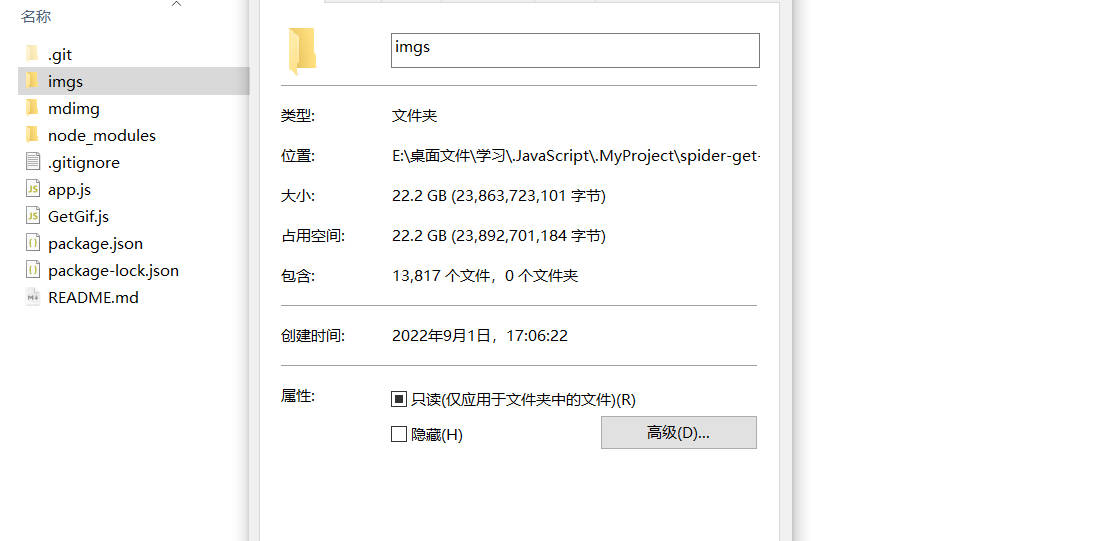 名称
.git
imgs
mdimg
node_modules
.gitignore
app.js
GetGif.js
package.json
package-lock.json
README.md
imgs
类型: 文件夹
位置: E:\桌面文件\学习\.JavaScript\.MyProject\spider-get-
大小: 22.2 GB (23,863,723,101 字节)
占用空间: 22.2 GB (23,892,701,184 字节)
包含: 13,817 个文件，0 个文件夹
创建时间: 2022年9月1日，17:06:22
属性: 只读(仅应用于文件夹中的文件)(R)
隐藏(H) 高级(D)...